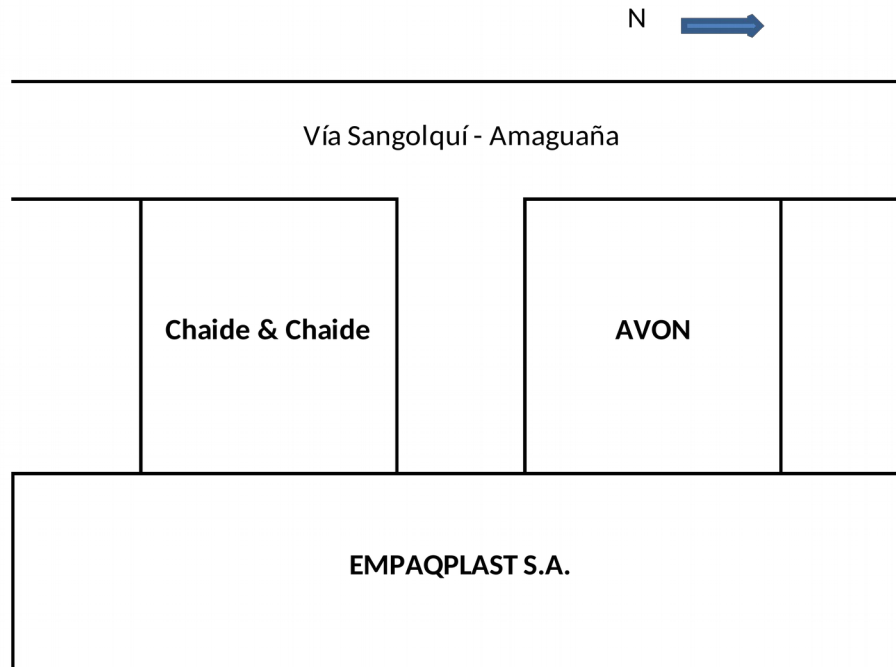 N
Vía Sangolquí - Amaguaña
Chaide & Chaide
AVON
EMPAQPLAST S.A.